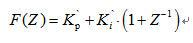 F(Z) = K_p^` + K_i^` · (1 + Z^{-1}) ↵